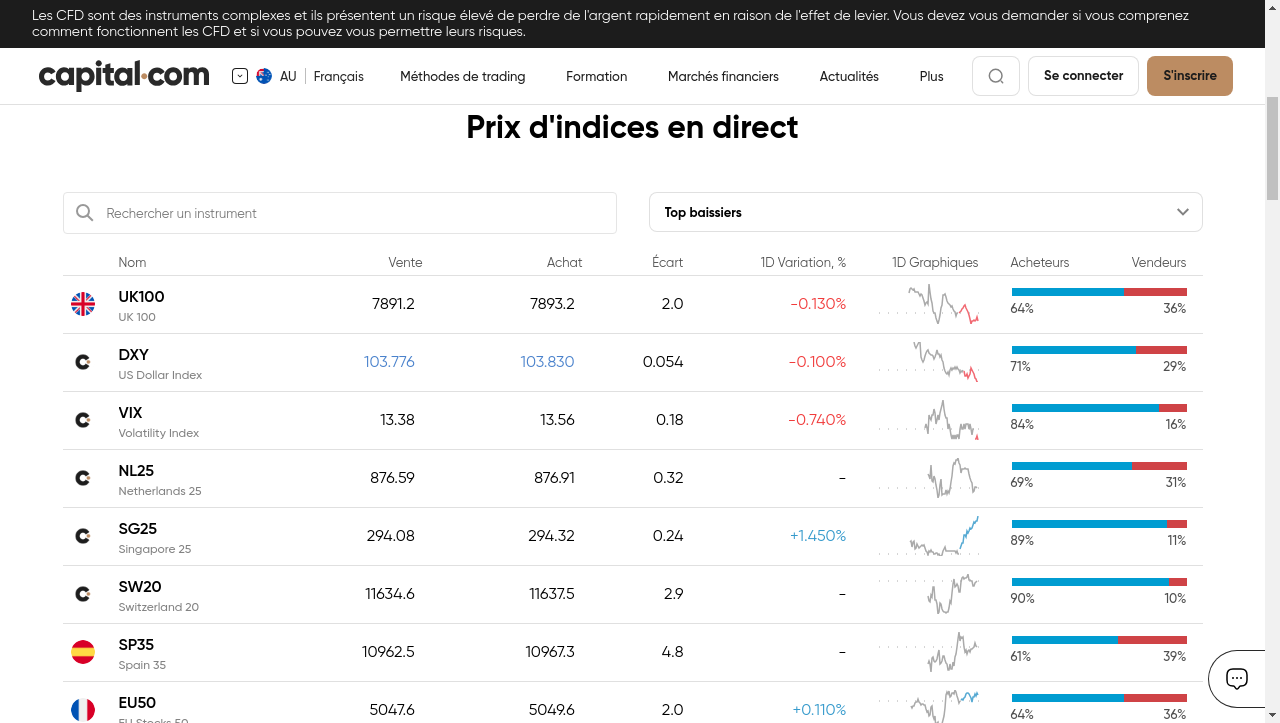 Les CFD sont des instruments complexes et ils présentent un risque élevé de perdre de l'argent rapidement en raison de l'effet de levier. Vous devez vous demander si vous comprenez
comment fonctionnent les CFD et si vous pouvez vous permettre leurs risques.
capital.com AU Français Méthodes de trading Formation Marchés financiers Actualités Plus Se connecter S'inscrire
Prix d'indices en direct
Rechercher un instrument Top baissiers
Nom Vente Achat Écart 1D Variation, % 1D Graphiques Acheteurs Vendeurs
UK100 7891.2 7893.2 2.0 -0.130%
UK 100 64% 36%
DXY 103.776 103.830 0.054 -0.100%
US Dollar Index 71% 29%
VIX 13.38 13.56 0.18 -0.740%
Volatility Index 84% 16%
NL25 876.59 876.91 0.32 -
Netherlands 25 69% 31%
SG25 294.08 294.32 0.24 +1.450%
Singapore 25 89% 11%
SW20 11634.6 11637.5 2.9 -
Switzerland 20 90% 10%
SP35 10962.5 10967.3 4.8 -
Spain 35 61% 39%
EU50 5047.6 5049.6 2.0 +0.110%
EU Stocks 50 64% 36%